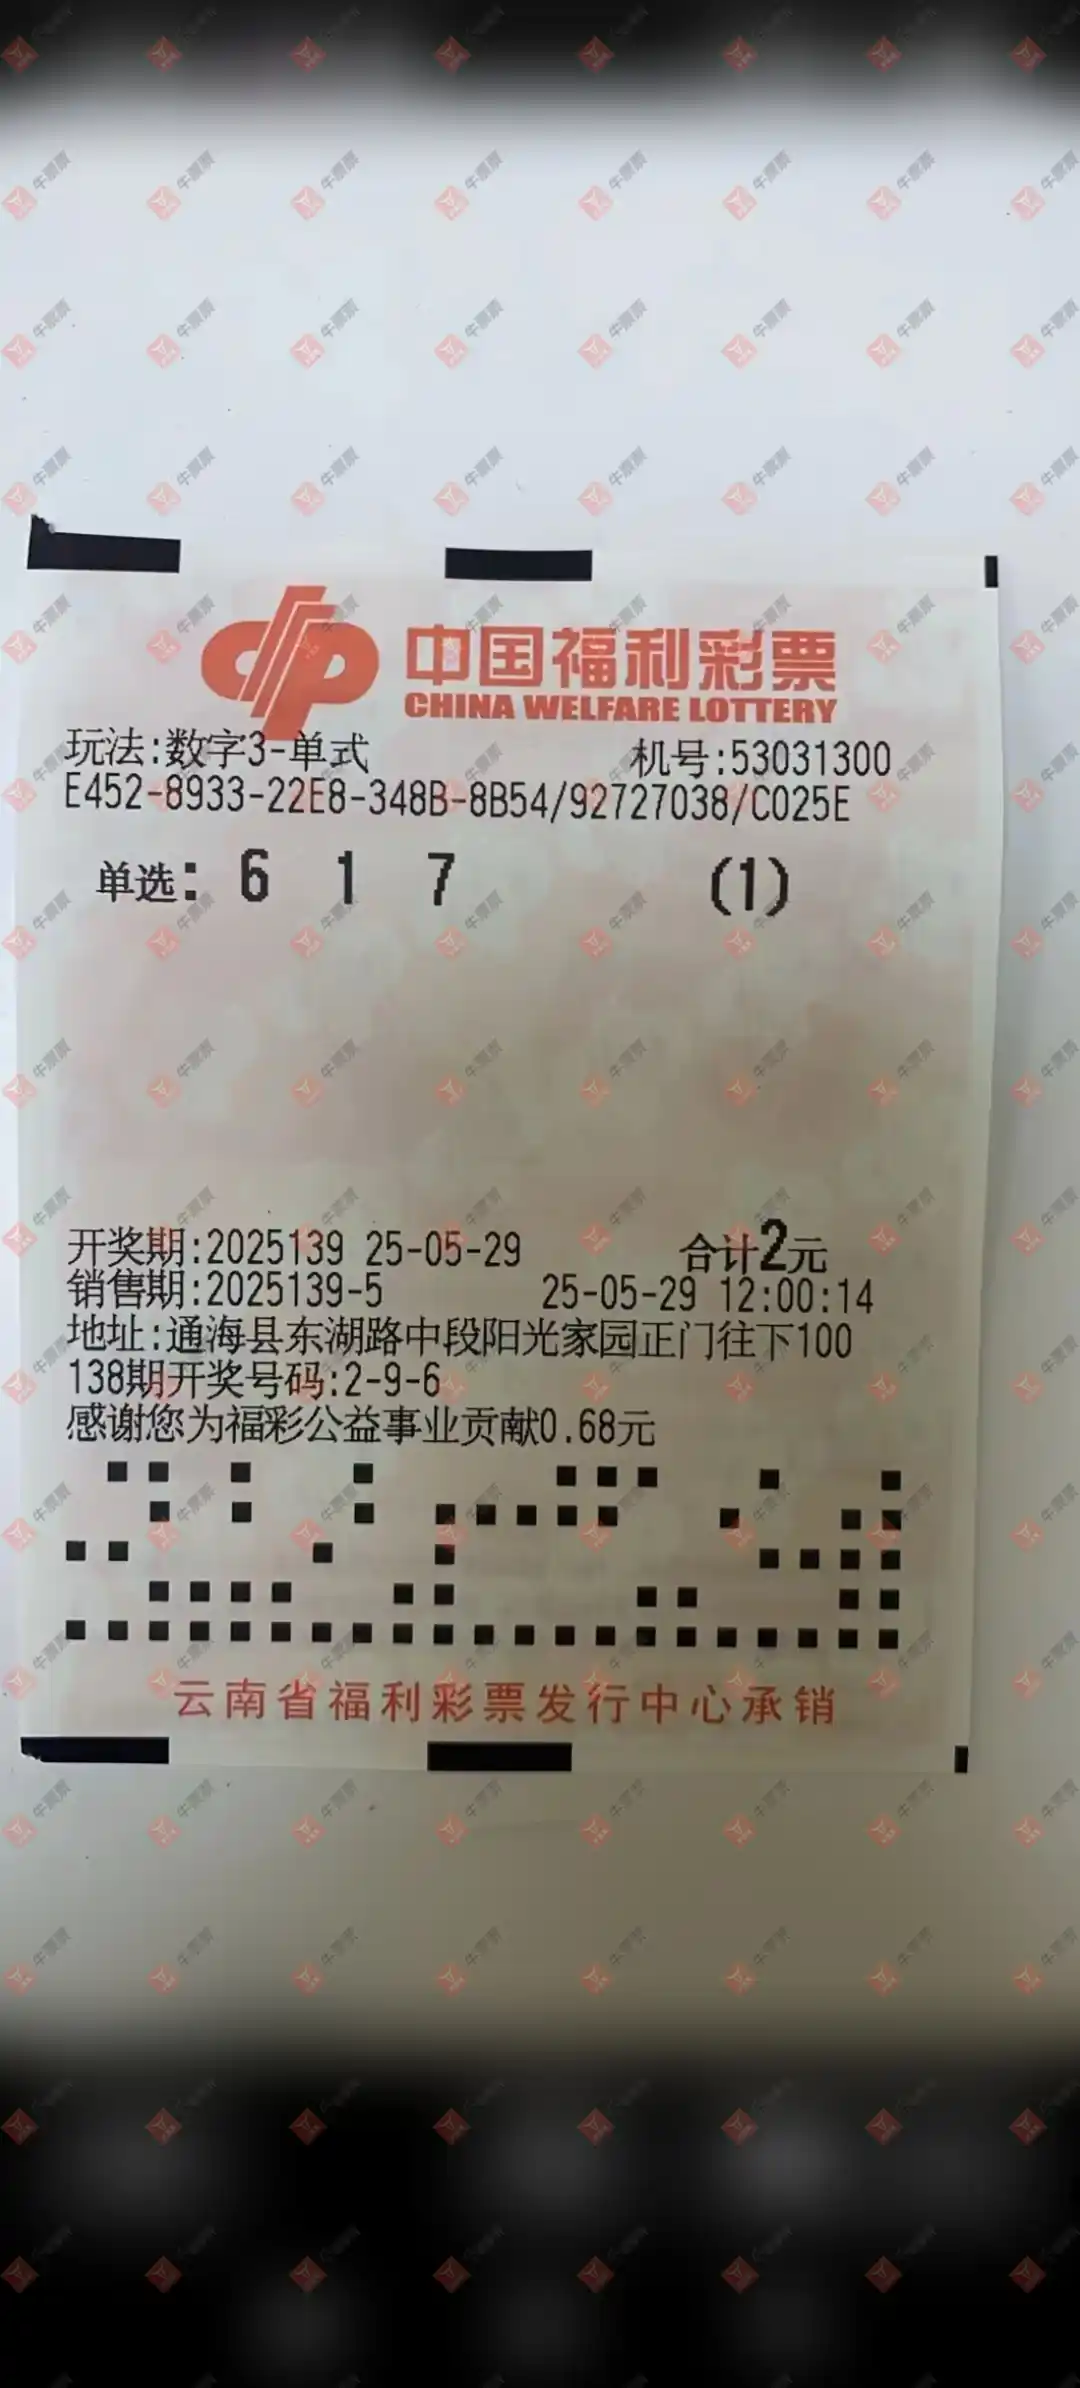 中国福利彩票
CHINA WELFARE LOTTERY
玩法:数字3-单式 机号:53031300
E452-8933-22E8-348B-8B54/92727038/C025E
单选: 6 1 7 (1)
开奖期:2025139 25-05-29 合计2元
销售期:2025139-5 25-05-29 12:00:14
地址:通海县东湖路中段阳光家园正门往下100
138期开奖号码:2-9-6
感谢您为福彩公益事业贡献0.68元
云南省福利彩票发行中心承销
牛票票